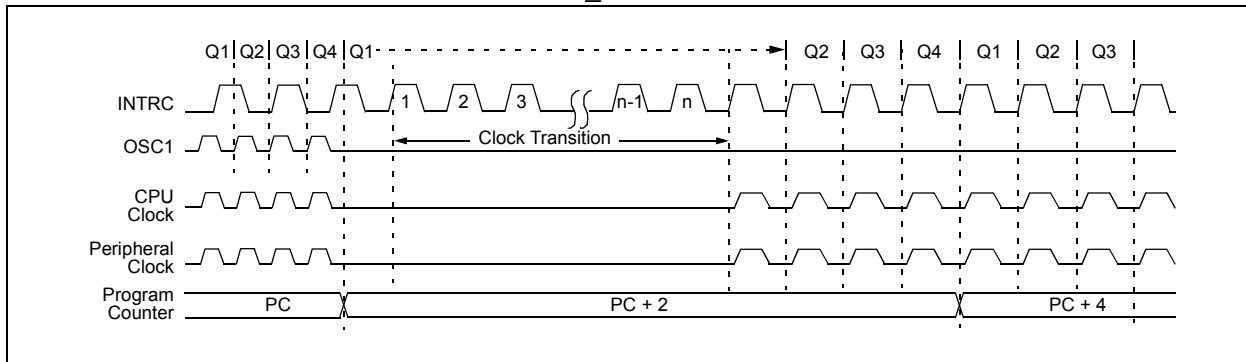 Q1 Q2 Q3 Q4 Q1 Q2 Q3 Q4 Q1 Q2 Q3
INTRC 1 2 3 n-1 n
Clock Transition
OSC1
CPU
Clock
Peripheral
Clock
Program
Counter
PC PC + 2 PC + 4